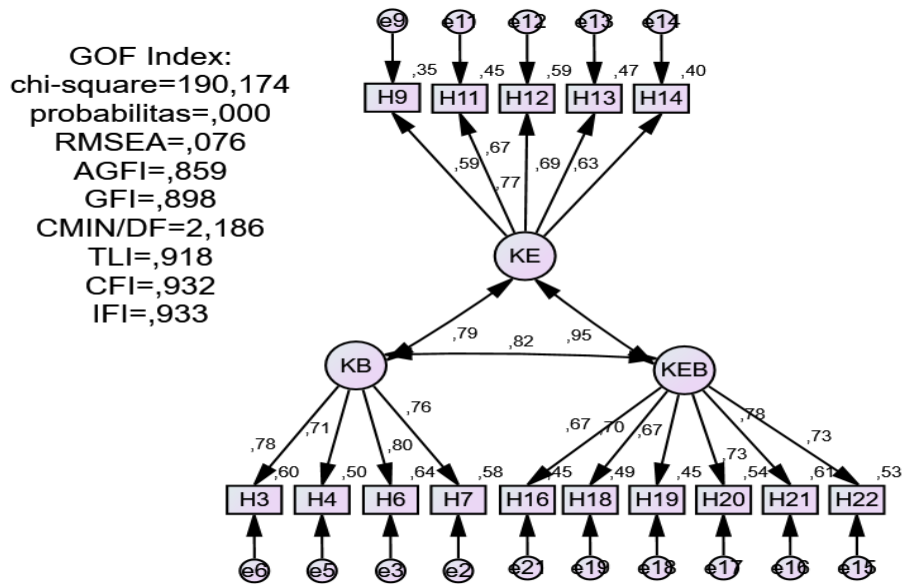 e9 e11 e12 e13 e14
GOF Index:
chi-square=190,174
probabilitas=,000
RMSEA=,076
AGFI=,859
GFI=,898
CMIN/DF=2,186
TLI=,918
CFI=,932
IFI=,933
,35 ,45 ,59 ,47 ,40
H9 H11 H12 H13 H14
,59 ,67 ,77 ,69 ,63
KE
,79 ,82 ,95
KB KEB
,78 ,71 ,80 ,76 ,67 ,70 ,67 ,73 ,78 ,73
,60 ,50 ,64 ,58 ,45 ,49 ,45 ,54 ,61 ,53
H3 H4 H6 H7 H16 H18 H19 H20 H21 H22
e6 e5 e3 e2 e21 e19 e18 e17 e16 e15